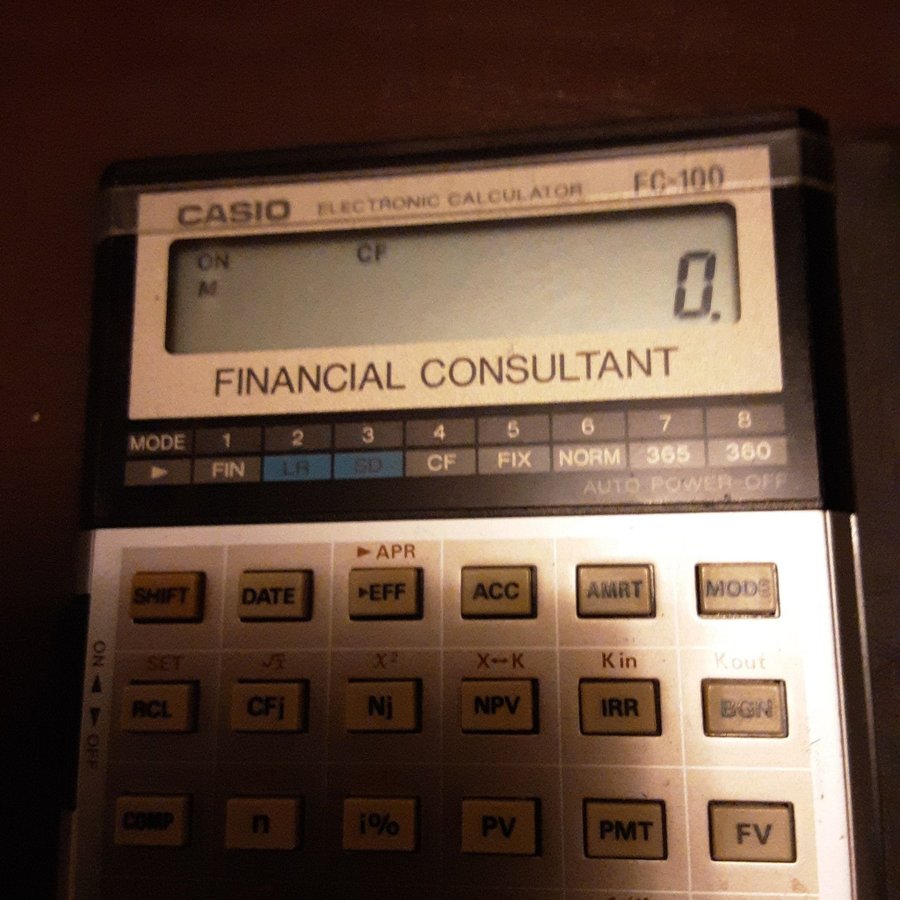 CASIO ELECTRONIC CALCULATOR FC-100
ON CF
M
0.
FINANCIAL CONSULTANT
MODE 1 2 3 4 5 6 7 8
► FIN LR SD CF FIX NORM 365 360
AUTO POWER OFF
►APR
SHIFT DATE ►EFF ACC AMRT MODE
SET √x X² X↔K Kin Kout
RCL CFj Nj NPV IRR BGN
ON ▲ ▼ OFF
COMP n i% PV PMT FV